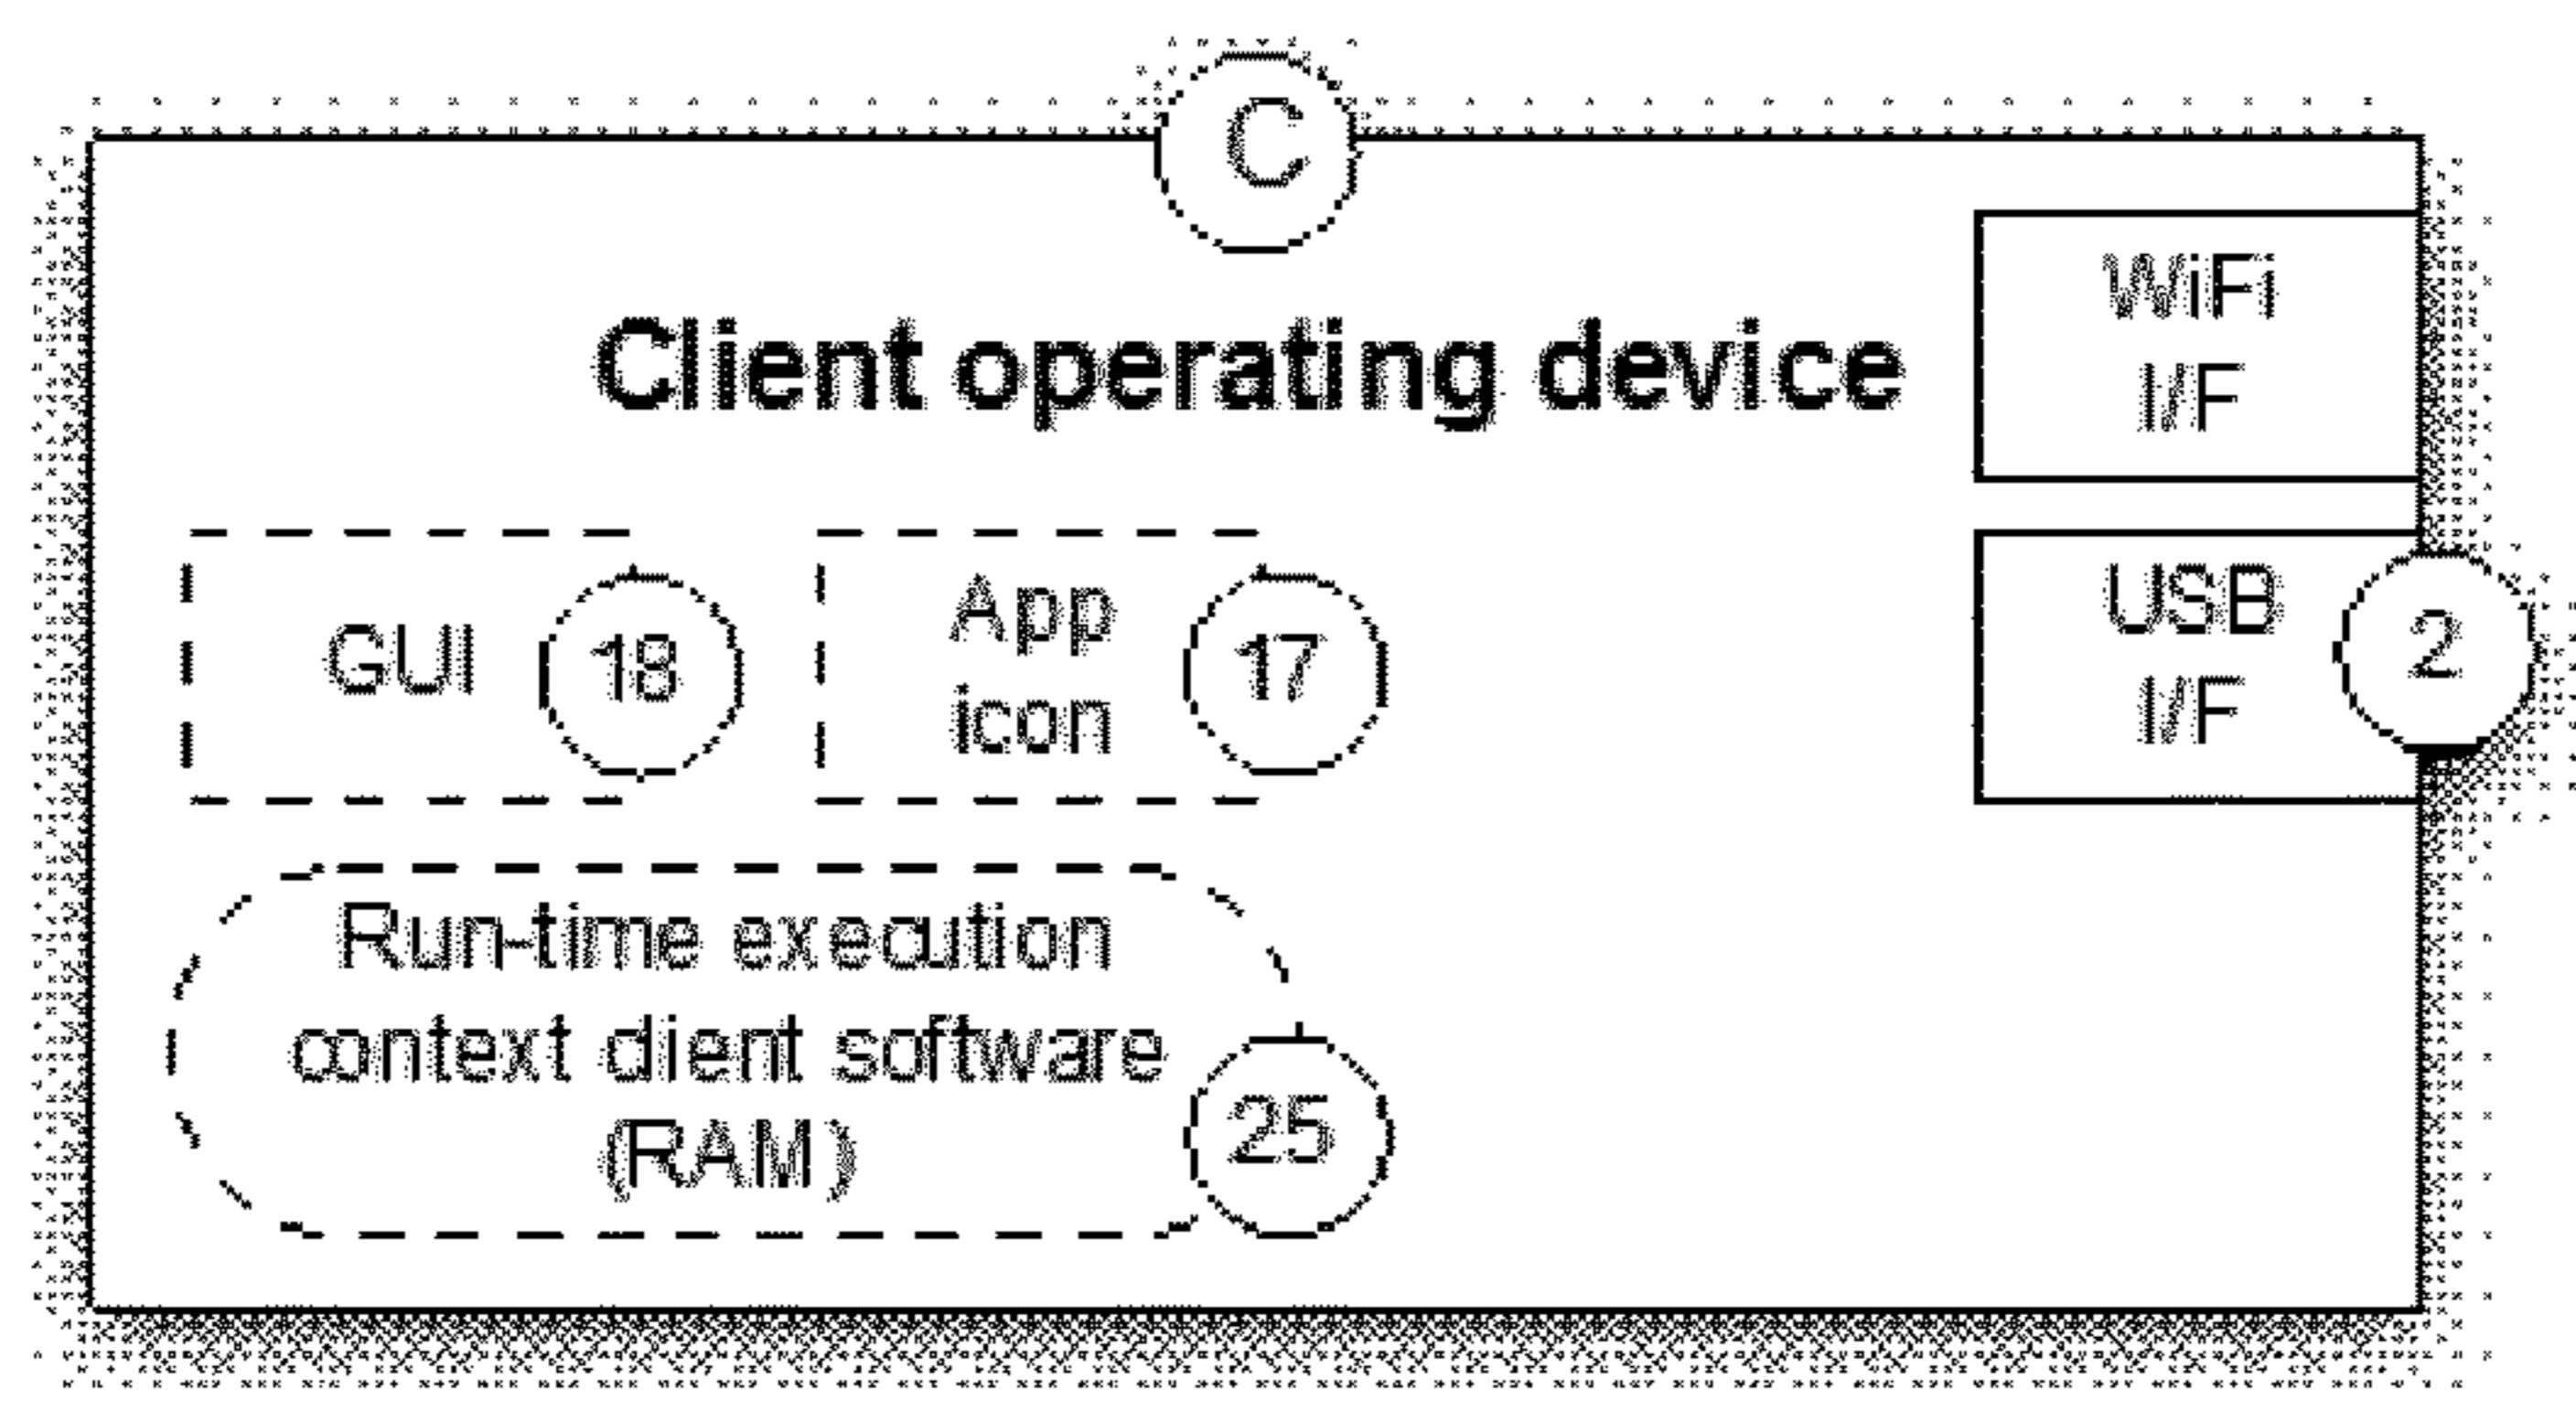 C
Client operating device
WiFi
I/F
GUI
18
App
icon
17
USB
I/F
2
Run-time execution
context client software
(RAM)
25